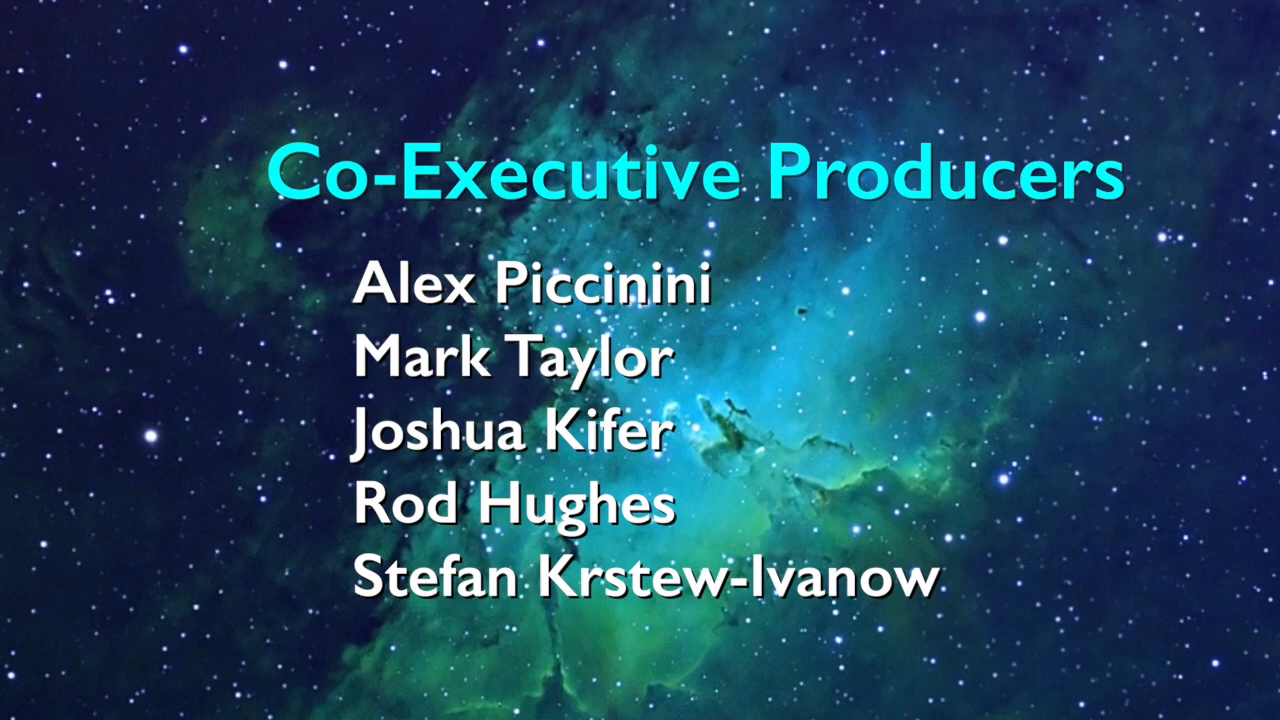 Co-Executive Producers
Alex Piccinini
Mark Taylor
Joshua Kifer
Rod Hughes
Stefan Krstew-Ivanow